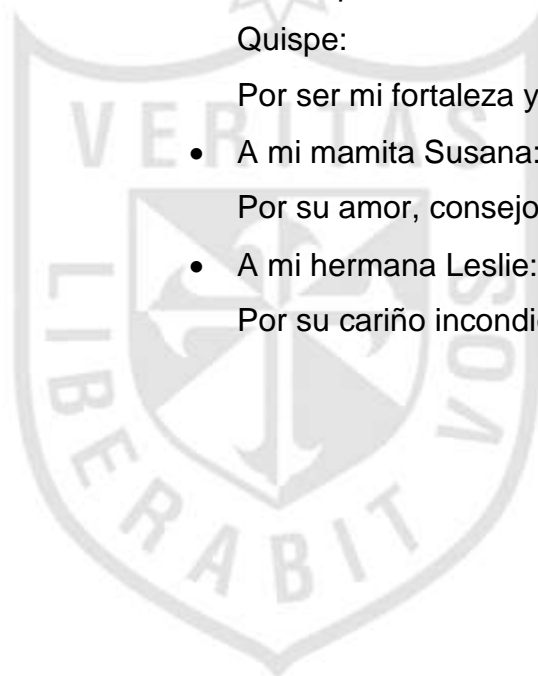 Quispe:
Por ser mi fortaleza y
• A mi mamita Susana:
Por su amor, consejo
• A mi hermana Leslie:
Por su cariño incondi
VERITAS LIBERABIT VOS